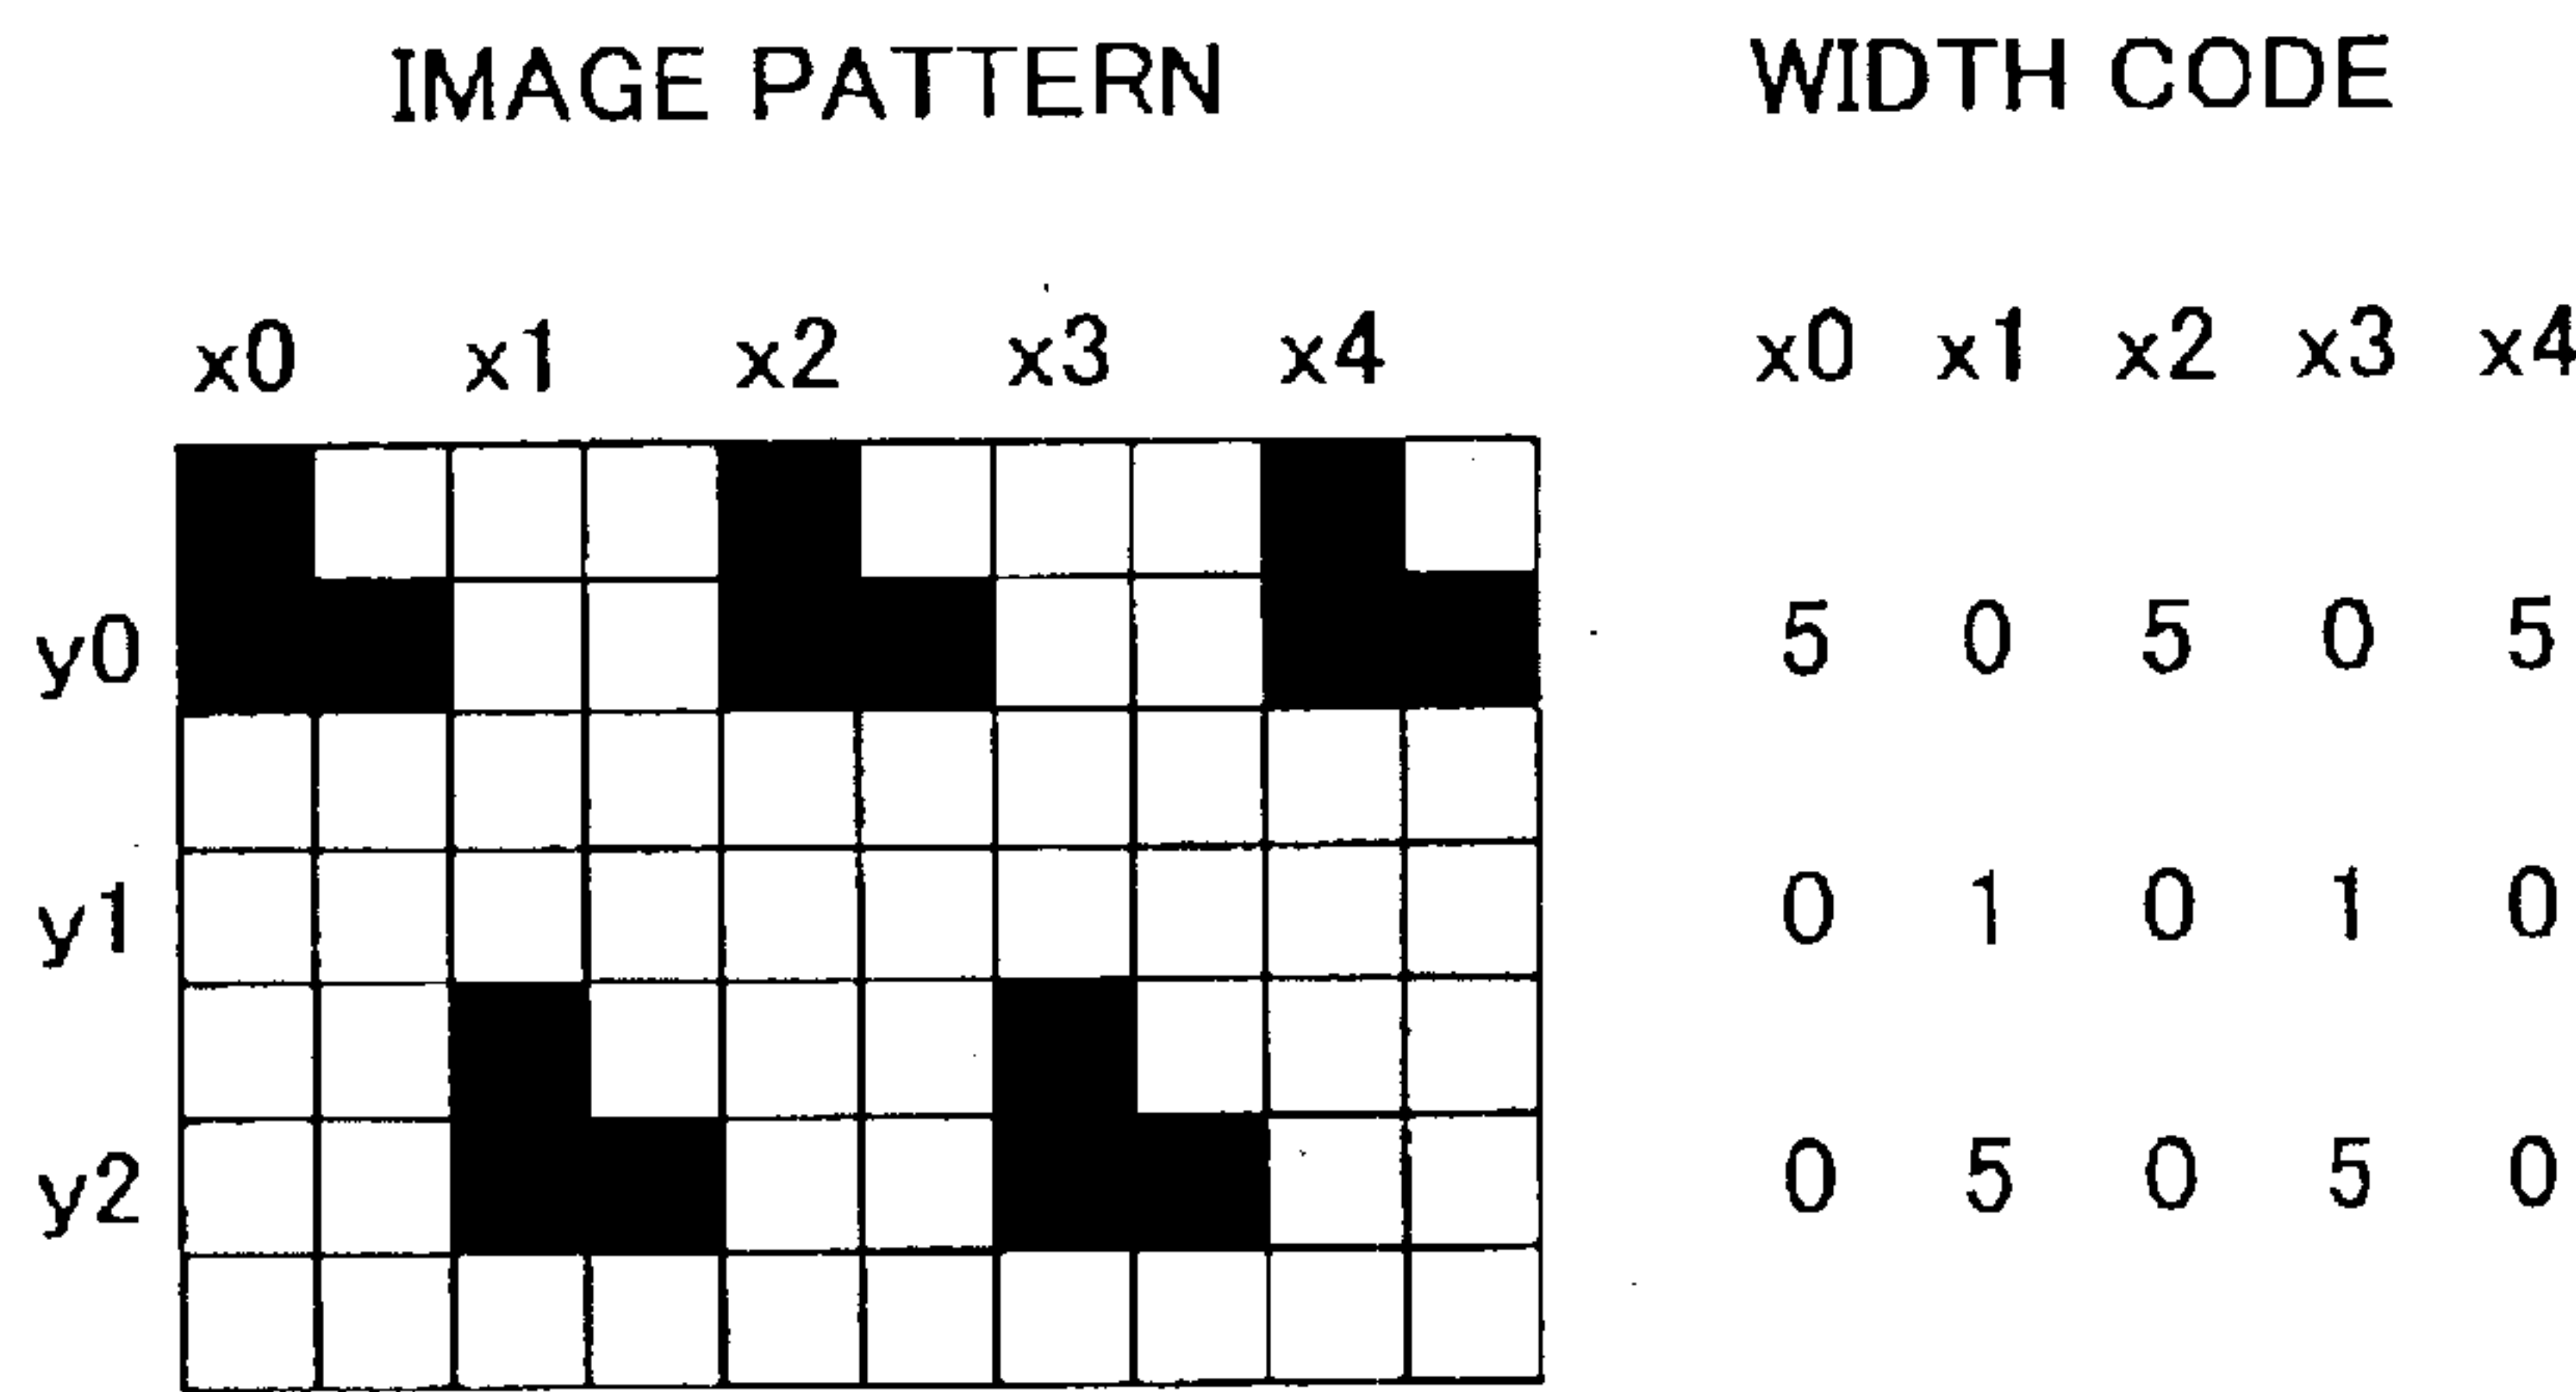 IMAGE PATTERN WIDTH CODE
x0 x1 x2 x3 x4 x0 x1 x2 x3 x4
y0 5 0 5 0 5
y1 0 1 0 1 0
y2 0 5 0 5 0